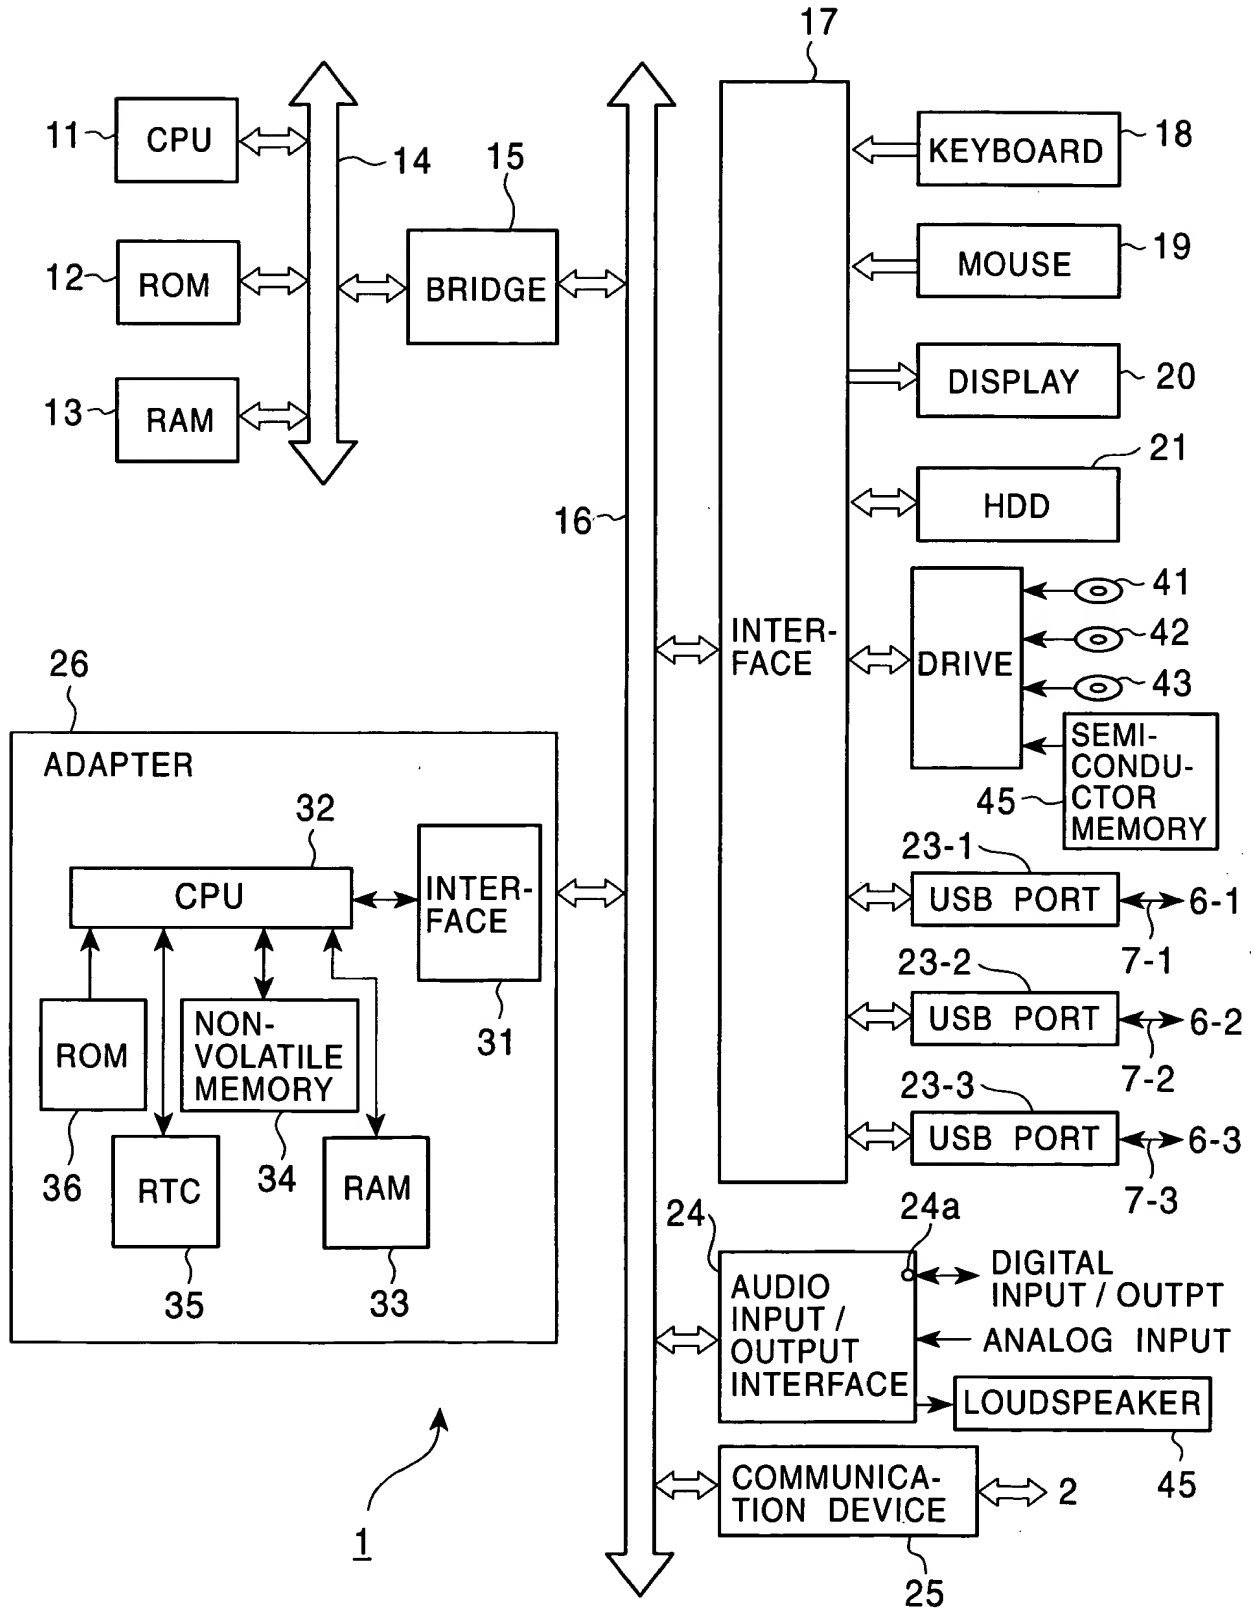 17
11
CPU
14
15
12
ROM
BRIDGE
13
RAM
16
KEYBOARD
18
MOUSE
19
DISPLAY
20
21
HDD
INTER-
FACE
DRIVE
41
42
43
SEMI-
CONDU-
CTOR
MEMORY
45
23-1
USB PORT
6-1
7-1
23-2
USB PORT
6-2
7-2
23-3
USB PORT
6-3
7-3
26
ADAPTER
32
CPU
INTER-
FACE
31
ROM
36
NON-
VOLATILE
MEMORY
34
RTC
35
RAM
33
24
24a
AUDIO
INPUT /
OUTPUT
INTERFACE
DIGITAL
INPUT / OUTPT
ANALOG INPUT
LOUDSPEAKER
45
COMMUNICA-
TION DEVICE
2
25
1